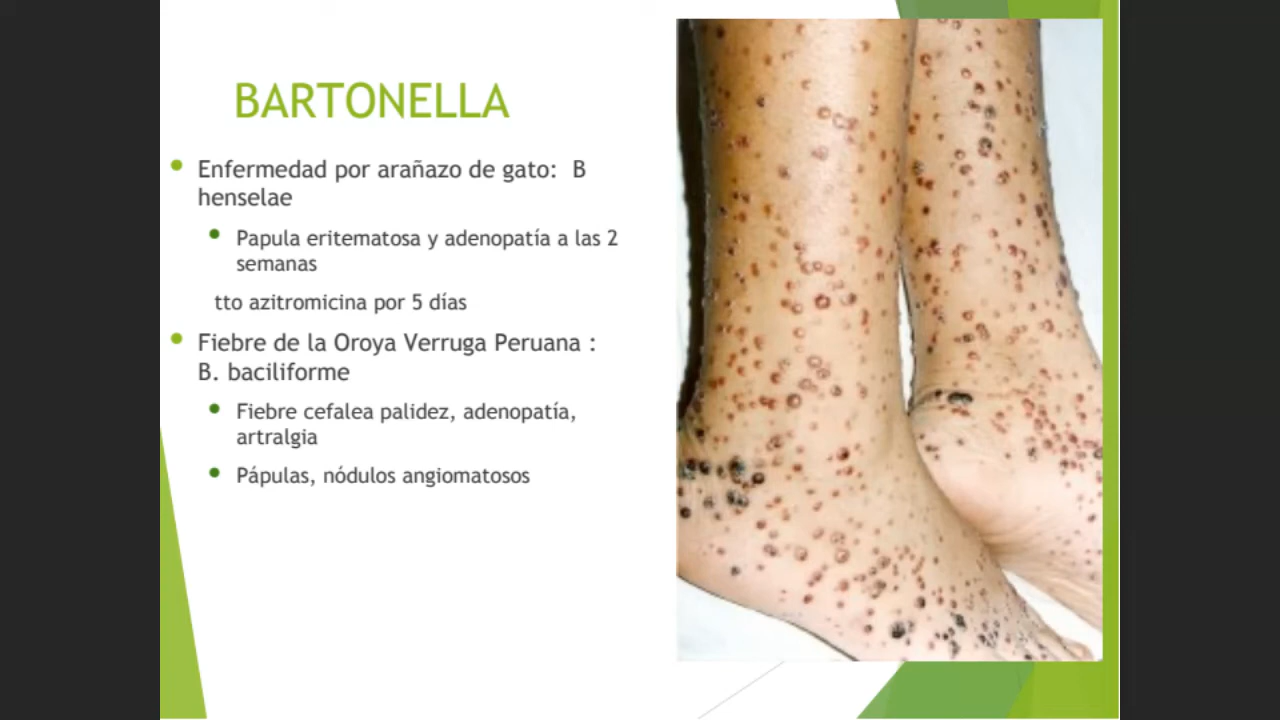 BARTONELLA
Enfermedad por arañazo de gato:  B
henselae
Papula eritematosa y adenopatía a las 2
semanas
tto azitromicina por 5 días
Fiebre de la Oroya Verruga Peruana :
B. baciliforme
Fiebre cefalea palidez, adenopatía,
artralgia
Pápulas, nódulos angiomatosos